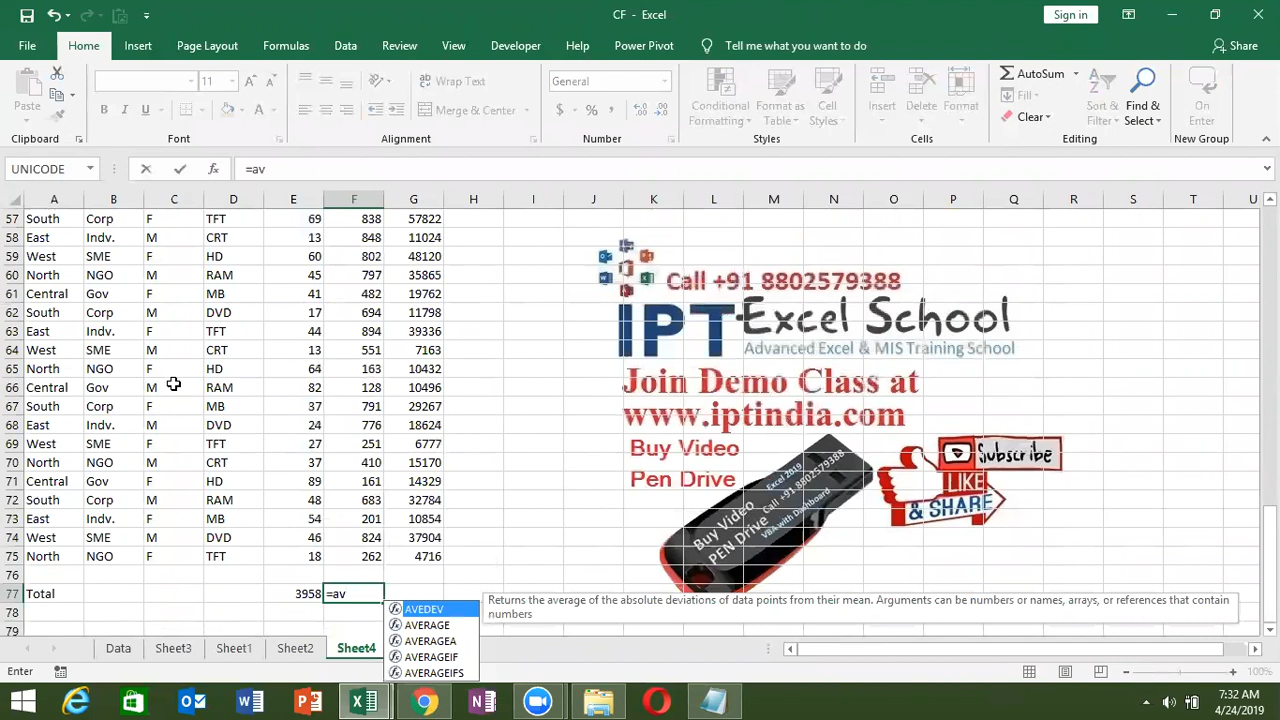 CF - Excel
Sign in
File Home Insert Page Layout Formulas Data Review View Developer Help Power Pivot Tell me what you want to do Share
Paste
11
Wrap Text
General
AutoSum
B I U
Merge & Center
$ % ,
Conditional Formatting
Format as Table
Cell Styles
Insert Delete Format
Fill
Clear
Sort & Filter
Find & Select
On Enter
Clipboard Font Alignment Number Styles Cells Editing New Group
UNICODE =av
A B C D E F G H I J K L M N O P Q R S T U
57 South Corp F TFT 69 838 57822
58 East Indv. M CRT 13 848 11024
59 West SME F HD 60 802 48120
60 North NGO M RAM 45 797 35865
61 Central Gov F MB 41 482 19762
62 South Corp M DVD 17 694 11798
63 East Indv. F TFT 44 894 39336
64 West SME M CRT 13 551 7163
65 North NGO F HD 64 163 10432
66 Central Gov M RAM 82 128 10496
67 South Corp F MB 37 791 29267
68 East Indv. M DVD 24 776 18624
69 West SME F TFT 27 251 6777
70 North NGO M CRT 37 410 15170
71 Central Gov F HD 89 161 14329
72 South Corp M RAM 48 683 32784
73 East Indv. F MB 54 201 10854
74 West SME M DVD 46 824 37904
75 North NGO F TFT 18 262 4716
76
77 Total 3958 =av
78
79
Call +91 8802579388
IPT Excel School
Advanced Excel & MIS Training School
Join Demo Class at
www.iptindia.com
Buy Video
Pen Drive
Excel 2019
Call +91 8802579388
Buy Video
PEN Drive
VBA with Dashboard
Subscribe
LIKE
& SHARE
AVEDEV
AVERAGE
AVERAGEA
AVERAGEIF
AVERAGEIFS
Returns the average of the absolute deviations of data points from their mean. Arguments can be numbers or names, arrays, or references that contain
numbers
Data Sheet3 Sheet1 Sheet2 Sheet4
Enter
100%
7:32 AM
4/24/2019